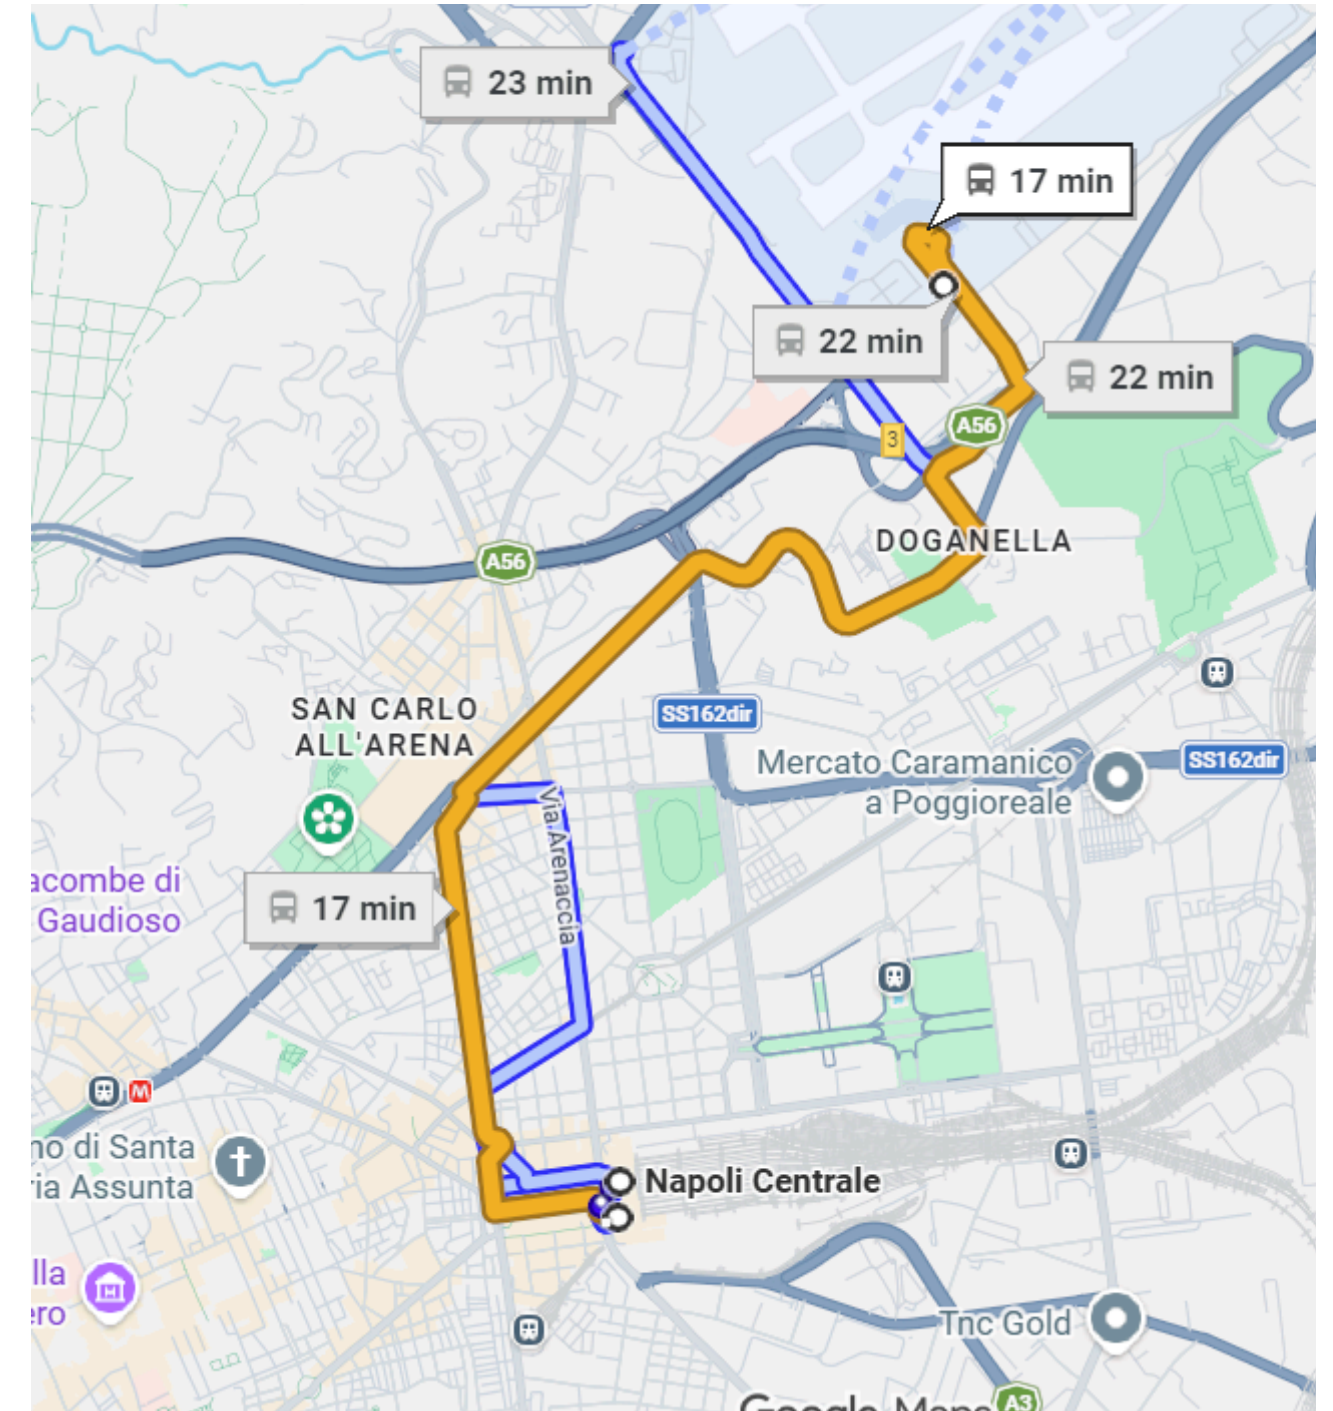 23 min
17 min
22 min
22 min
3
A56
DOGANELLA
A56
SAN CARLO
ALL'ARENA
SS162dir
Mercato Caramanico
a Poggioreale
SS162dir
Via Arenaccia
acombe di
Gaudioso
17 min
M
no di Santa
ria Assunta
Napoli Centrale
lla
ero
Tnc Gold
Google Maps
A3